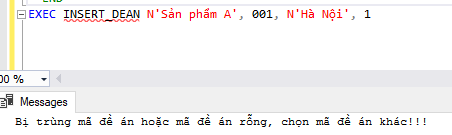 END
EXEC INSERT_DEAN N'Sản phẩm A', 001, N'Hà Nội', 1
00 %
Messages
Bị trùng mã đề án hoặc mã đề án rỗng, chọn mã đề án khác!!!